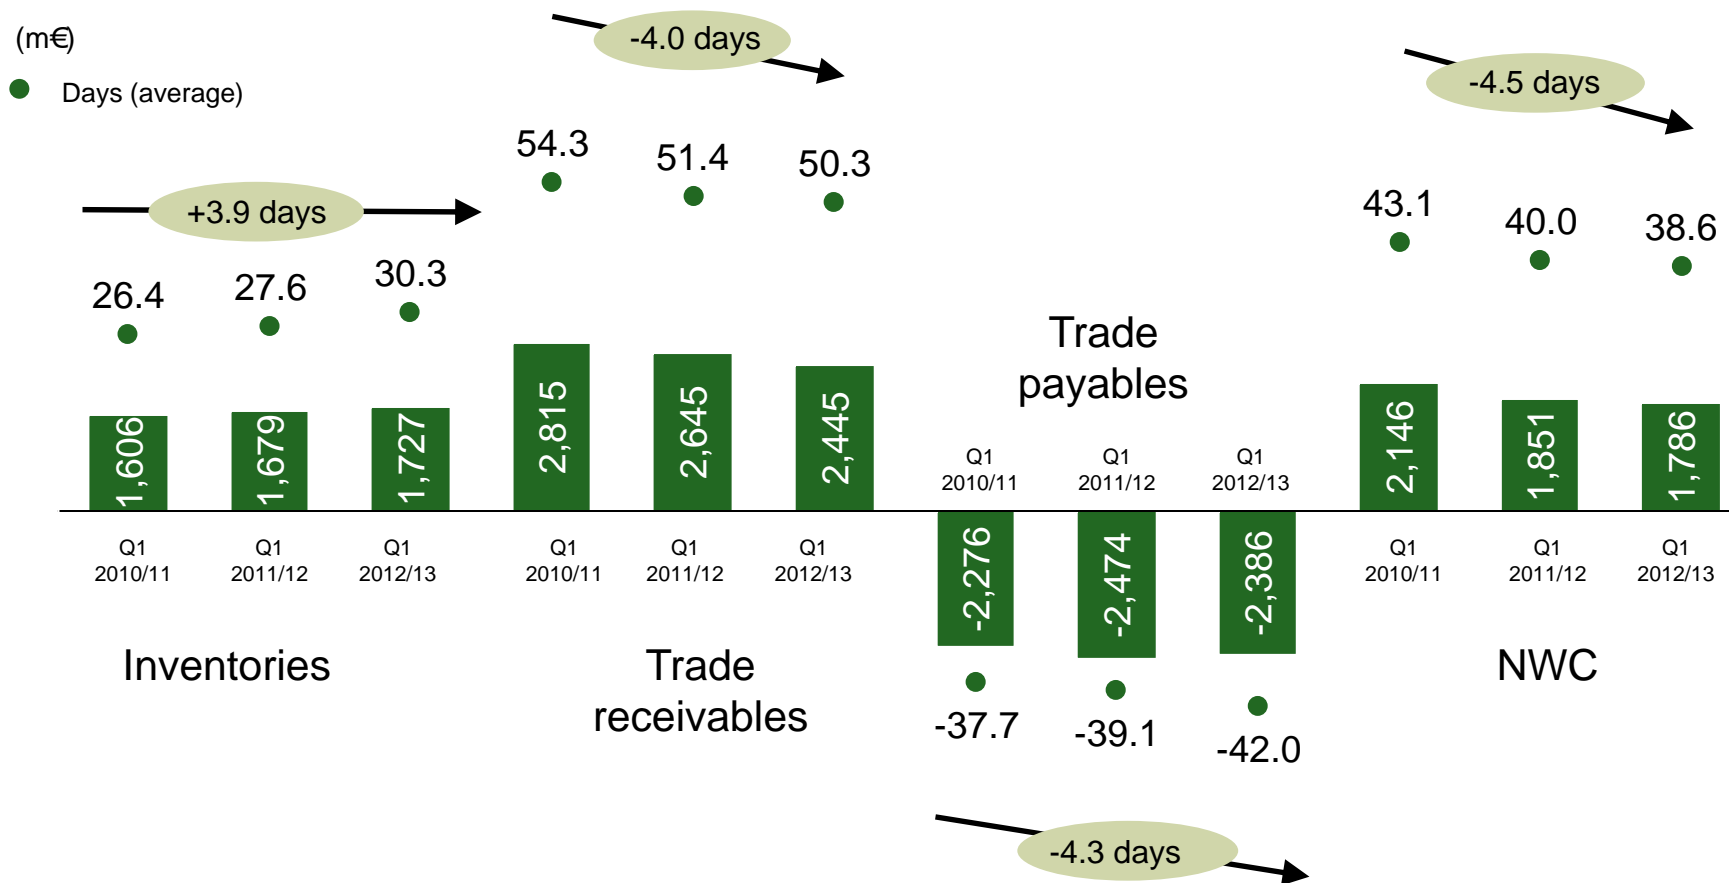 (m€)
Days (average)
-4.0 days
-4.5 days
+3.9 days
26.4
27.6
30.3
54.3
51.4
50.3
43.1
40.0
38.6
Trade
payables
1,606
1,679
1,727
2,815
2,645
2,445
2,146
1,851
1,786
Q1
2010/11
Q1
2011/12
Q1
2012/13
Q1
2010/11
Q1
2011/12
Q1
2012/13
Q1
2010/11
Q1
2011/12
Q1
2012/13
Q1
2010/11
Q1
2011/12
Q1
2012/13
-2,276
-2,474
-2,386
Inventories
Trade
receivables
NWC
-37.7
-39.1
-42.0
-4.3 days